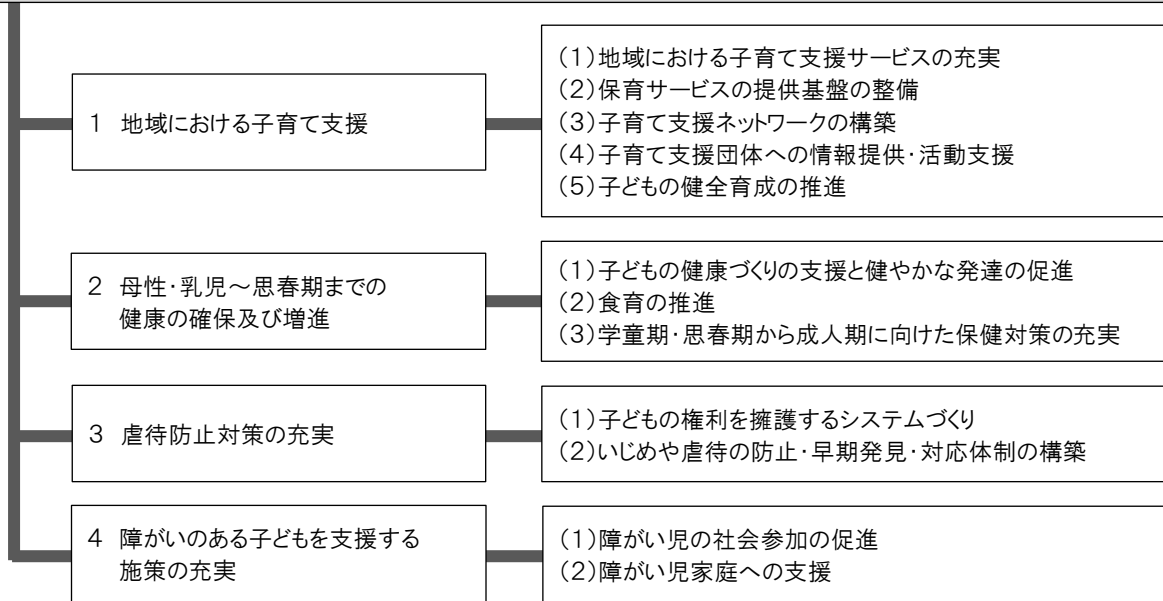 1 地域における子育て支援
(1)地域における子育て支援サービスの充実
(2)保育サービスの提供基盤の整備
(3)子育て支援ネットワークの構築
(4)子育て支援団体への情報提供・活動支援
(5)子どもの健全育成の推進
2 母性・乳児～思春期までの
健康の確保及び増進
(1)子どもの健康づくりの支援と健やかな発達の促進
(2)食育の推進
(3)学童期・思春期から成人期に向けた保健対策の充実
3 虐待防止対策の充実
(1)子どもの権利を擁護するシステムづくり
(2)いじめや虐待の防止・早期発見・対応体制の構築
4 障がいのある子どもを支援する
施策の充実
(1)障がい児の社会参加の促進
(2)障がい児家庭への支援